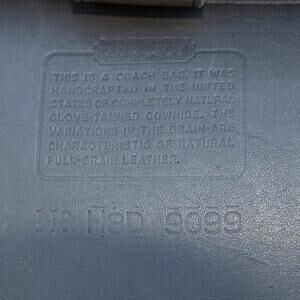 THIS IS A COACH BAG. IT WAS
HANDCRAFTED IN THE UNITED
STATES OF COMPLETELY NATURAL
GLOVE-TANNED COWHIDE. THE
VARIATIONS IN THE GRAIN ARE
CHARACTERISTIC OF NATURAL
FULL-GRAIN LEATHER.
Nº H8D 9099